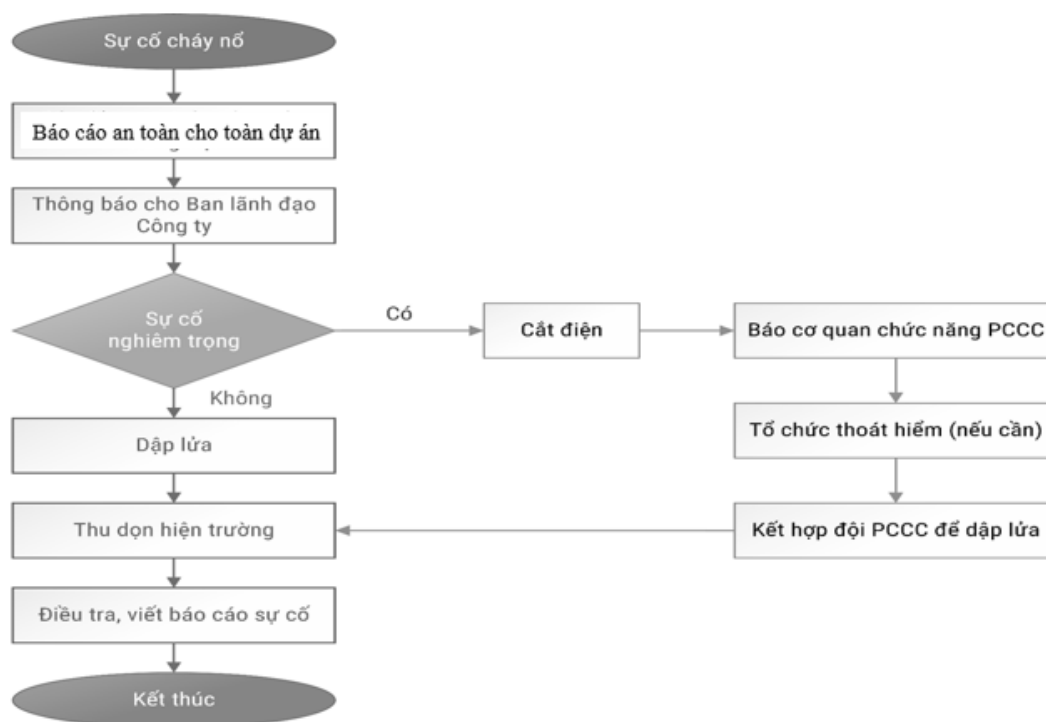 Sự cố cháy nổ
Báo cáo an toàn cho toàn dự án
Thông báo cho Ban lãnh đạo
Công ty
Sự cố
nghiêm trọng
Có
Cắt điện
Báo cơ quan chức năng PCCC
Không
Tổ chức thoát hiểm (nếu cần)
Dập lửa
Thu dọn hiện trường
Kết hợp đội PCCC để dập lửa
Điều tra, viết báo cáo sự cố
Kết thúc